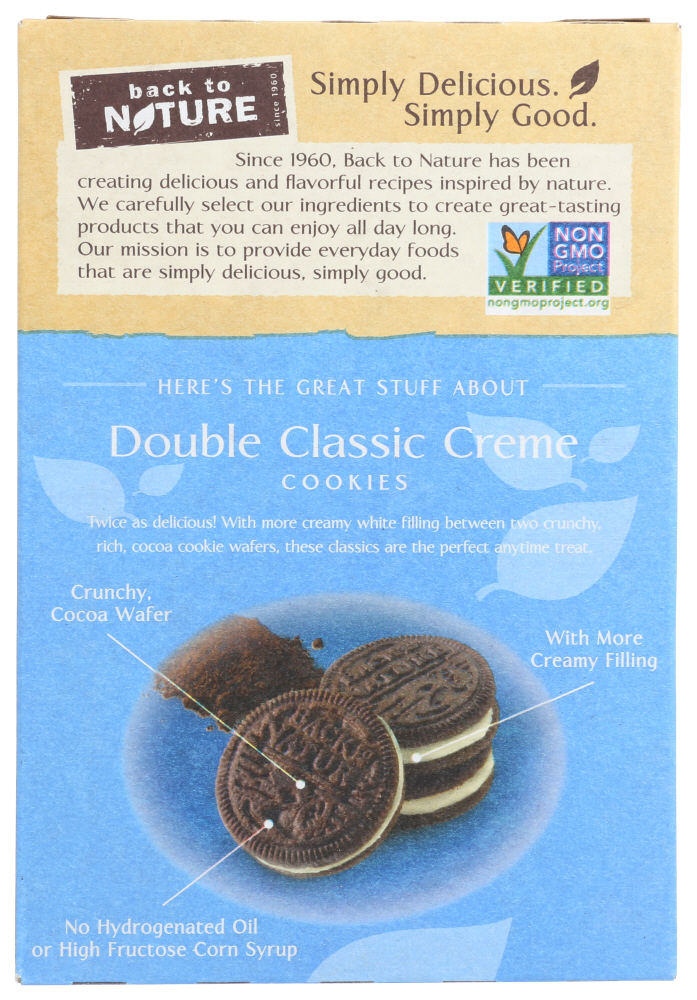 back to
NATURE
since 1960
Simply Delicious.
Simply Good.
Since 1960, Back to Nature has been
creating delicious and flavorful recipes inspired by nature.
We carefully select our ingredients to create great-tasting
products that you can enjoy all day long.
Our mission is to provide everyday foods
that are simply delicious, simply good.
NON
GMO
Project
VERIFIED
nongmoproject.org
HERE'S THE GREAT STUFF ABOUT
Double Classic Creme
COOKIES
Twice as delicious! With more creamy white filling between two crunchy,
rich, cocoa cookie wafers, these classics are the perfect anytime treat.
Crunchy,
Cocoa Wafer
With More
Creamy Filling
No Hydrogenated Oil
or High Fructose Corn Syrup